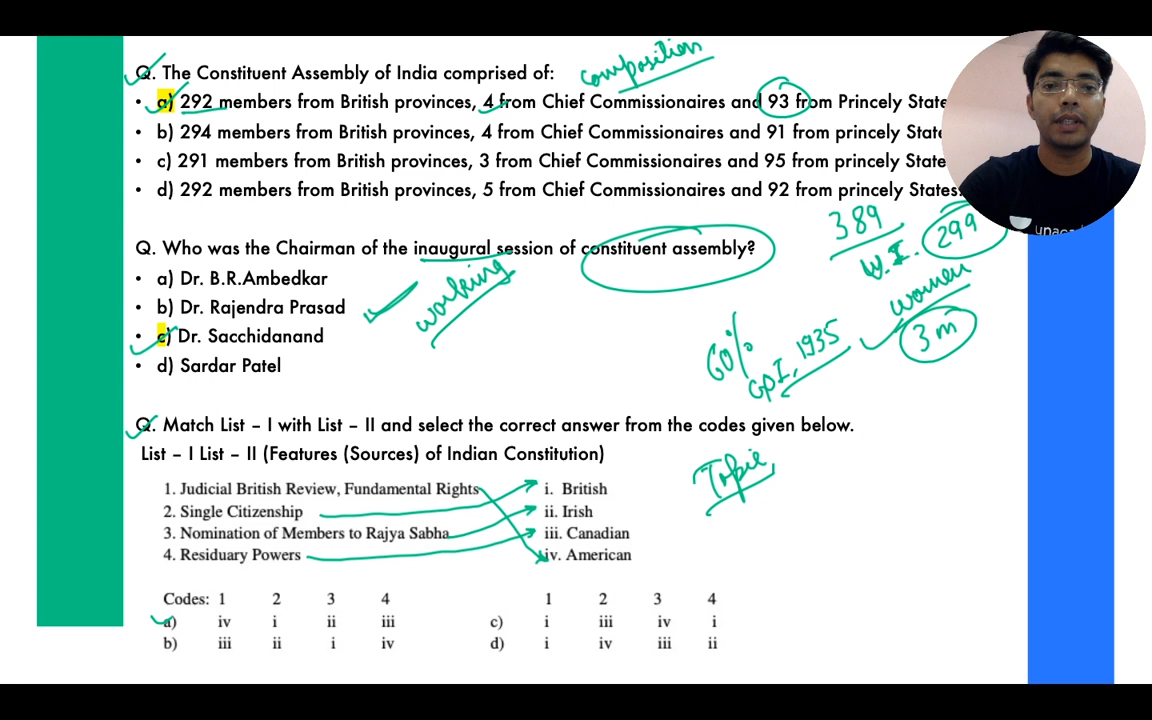 Q. The Constituent Assembly of India comprised of:
composition
• a) 292 members from British provinces, 4 from Chief Commissionaires and 93 from Princely State
• b) 294 members from British provinces, 4 from Chief Commissionaires and 91 from princely State
• c) 291 members from British provinces, 3 from Chief Commissionaires and 95 from princely State
• d) 292 members from British provinces, 5 from Chief Commissionaires and 92 from princely States.
389
W.I. 299
unac
Q. Who was the Chairman of the inaugural session of constituent assembly?
• a) Dr. B.R.Ambedkar
• b) Dr. Rajendra Prasad
• c) Dr. Sacchidanand
• d) Sardar Patel
working
women
3m
60%
GOI, 1935
Q. Match List – I with List – II and select the correct answer from the codes given below.
List – I List – II (Features (Sources) of Indian Constitution)
Topic,
1. Judicial British Review, Fundamental Rights i. British
2. Single Citizenship ii. Irish
3. Nomination of Members to Rajya Sabha iii. Canadian
4. Residuary Powers iv. American
Codes: 1 2 3 4 1 2 3 4
a) iv i ii iii c) i iii iv i
b) iii ii i iv d) i iv iii ii